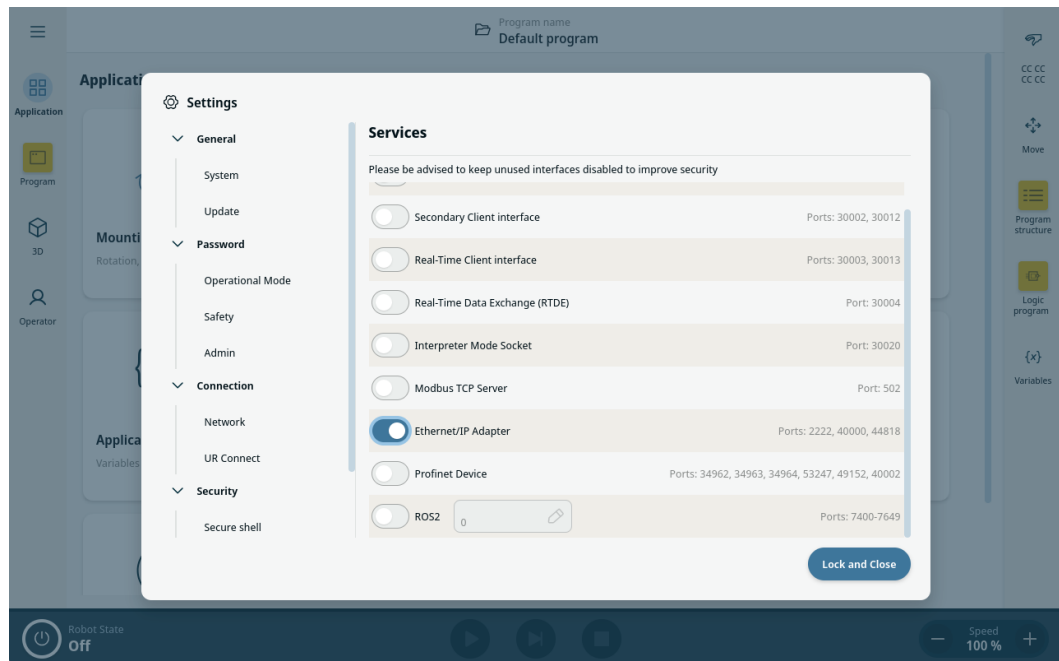 Program name
Default program
Application
Program
3D
Operator
Applicati
Mounti
Rotation,
Applica
Variables
Settings
General
System
Update
Password
Operational Mode
Safety
Admin
Connection
Network
UR Connect
Security
Secure shell
Services
Please be advised to keep unused interfaces disabled to improve security
Secondary Client interface Ports: 30002, 30012
Real-Time Client interface Ports: 30003, 30013
Real-Time Data Exchange (RTDE) Port: 30004
Interpreter Mode Socket Port: 30020
Modbus TCP Server Port: 502
Ethernet/IP Adapter Ports: 2222, 40000, 44818
Profinet Device Ports: 34962, 34963, 34964, 53247, 49152, 40002
ROS2 0 Ports: 7400-7649
Lock and Close
CC CC
CC CC
Move
Program
structure
Logic
program
{x}
Variables
Robot State
Off
Speed
100 %